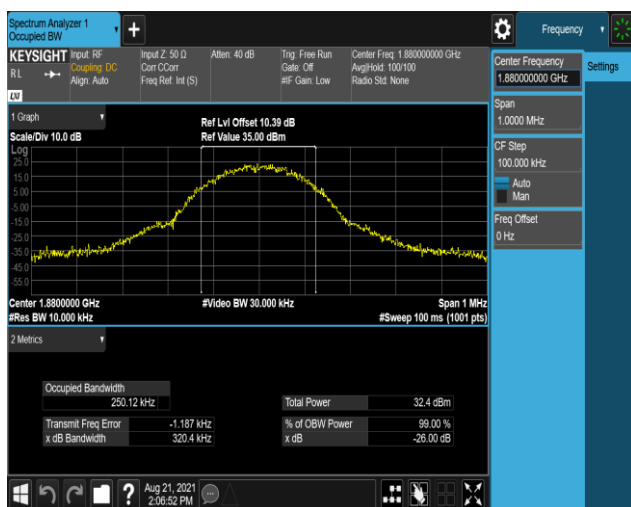 Spectrum Analyzer 1
Occupied BW
+
Frequency
KEYSIGHT
RL
Input: RF
Coupling: DC
Align: Auto
Input Z: 50 Ω
Corr CCorr
Freq Ref: Int (S)
Atten: 40 dB
Trig: Free Run
Gate: Off
#IF Gain: Low
Center Freq: 1.880000000 GHz
Avg|Hold: 100/100
Radio Std: None
Center Frequency
1.880000000 GHz
Settings
Span
1.0000 MHz
CF Step
100.000 kHz
Auto
Man
Freq Offset
0 Hz
1 Graph
Scale/Div 10.0 dB
Ref Lvl Offset 10.39 dB
Ref Value 35.00 dBm
Log
25.0
15.0
5.00
-5.00
-15.0
-25.0
-35.0
-45.0
-55.0
Center 1.8800000 GHz
#Video BW 30.000 kHz
Span 1 MHz
#Res BW 10.000 kHz
#Sweep 100 ms (1001 pts)
2 Metrics
Occupied Bandwidth
250.12 kHz
Total Power 32.4 dBm
Transmit Freq Error -1.187 kHz
% of OBW Power 99.00 %
x dB Bandwidth 320.4 kHz
x dB -26.00 dB
?
Aug 21, 2021
2:06:52 PM